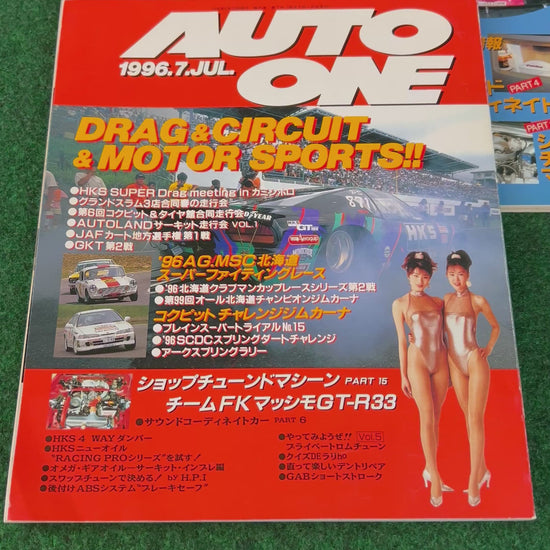 AUTO
ONE
1996.7.JUL.
DRAG & CIRCUIT
& MOTOR SPORTS!!
●HKS SUPER Drag meeting in カミシホロ
●グランドスラム3店合同春の走行会
●第6回コクピット&タイヤ館合同走行会
●AUTOLANDサーキット走行会 VOL.1
●JAFカート地方選手権 第1戦
●GKT 第2戦
'96 AG.MSC北海道
スーパーファイティングレース
●'96北海道クラブマンカップレースシリーズ第2戦
●第99回オール北海道チャンピオンジムカーナ
コクピット チャレンジジムカーナ
●ブレインスーパートライアル No.15
●'96 SCDCスプリングダートチャレンジ
●アークスプリングラリー
HKS
ショップチューンドマシーン PART 15
チームFKマッシモGT-R33
●サウンドコーディネイトカー PART 6
●HKS 4 WAYダンパー
●HKSニューオイル
"RACING PROシリーズ"を試す!
●オメガ・ギアオイルーサーキット・インプレ編
●スワップチューンで決める! by H.P.I
●後付けABSシステム"ブレーキセーフ"
●やってみようぜ!! Vol.5
プライベートロムチューン
●クイズDEうりho
●直って楽しいデントリペア
●GABショートストローク
報
PART 4
ド
ィネイト
PART